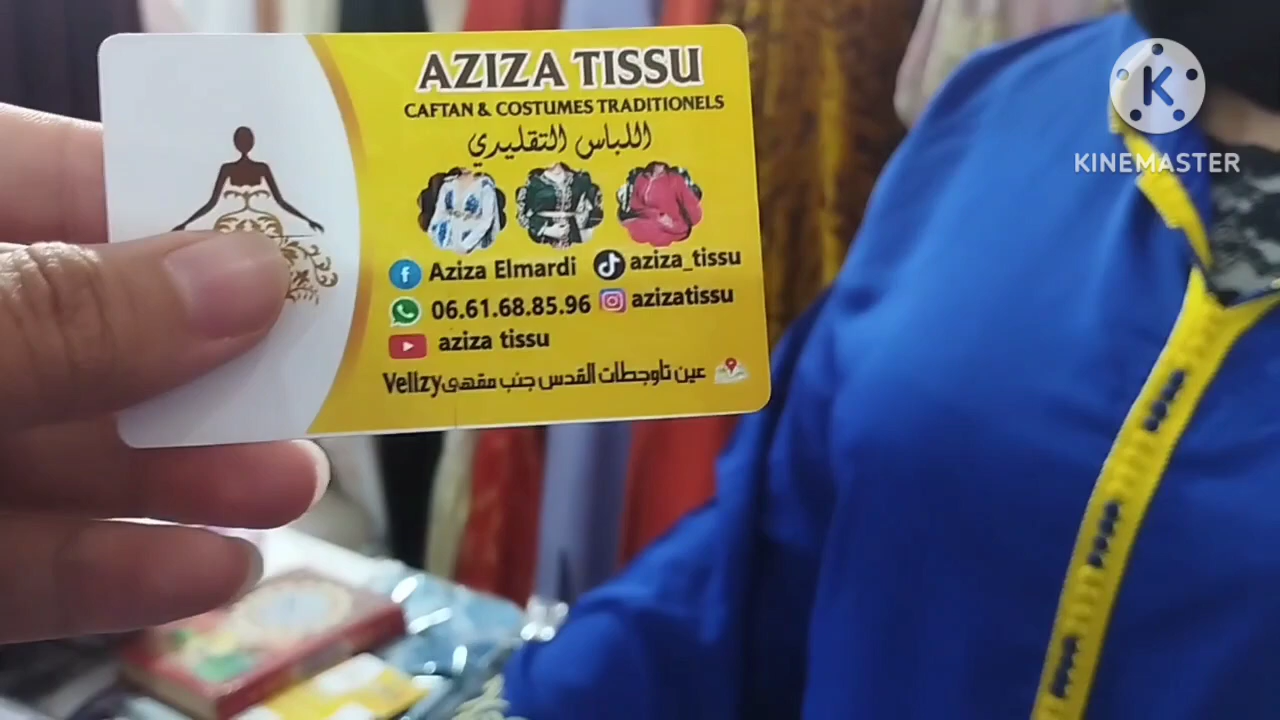 AZIZA TISSU
CAFTAN & COSTUMES TRADITIONELS
اللباس التقليدي
Aziza Elmardi
aziza_tissu
06.61.68.85.96
azizatissu
aziza tissu
عين تاوجطات القدس جنب مقهى Vellzy
K
KINEMASTER